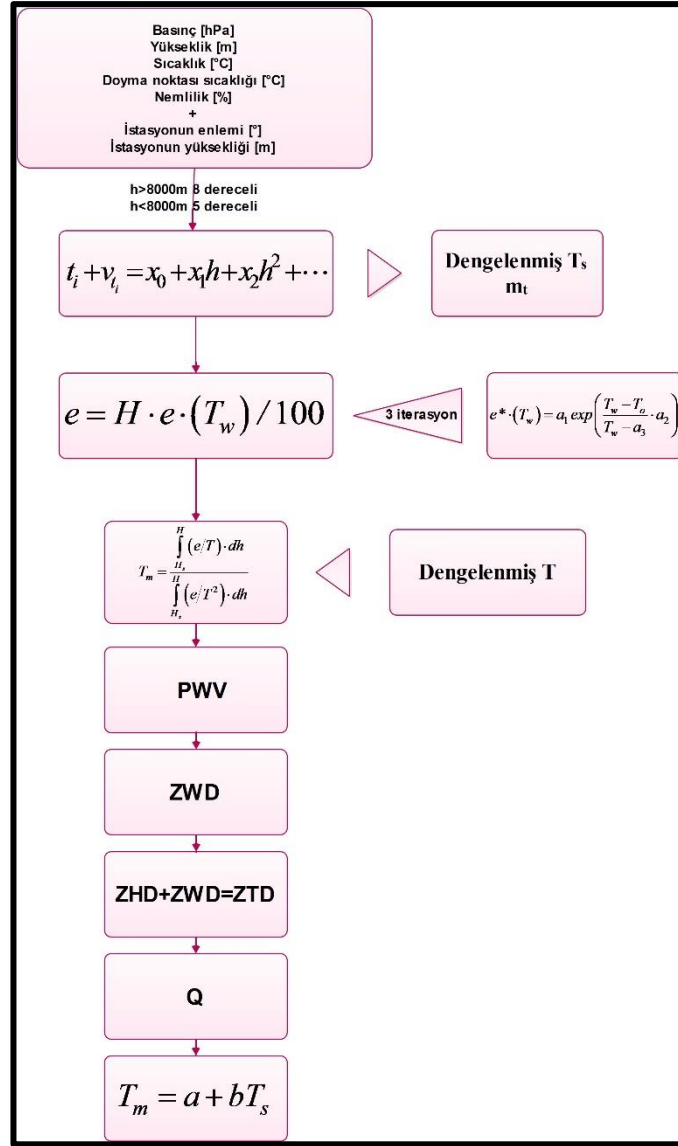 Basınç [hPa]
Yükseklik [m]
Sıcaklık [°C]
Doyma noktası sıcaklığı [°C]
Nemlilik [%]
+
İstasyonun enlemi [°]
İstasyonun yüksekliği [m]
h>8000m 8 dereceli
h<8000m 5 dereceli
t_i + v_{t_i} = x_0 + x_1h + x_2h^2 + ⋯
Dengelenmiş T_s
m_t
e = H · e · (T_w) / 100
3 iterasyon
e* · (T_w) = a_1 exp((T_w − T_o)/(T_w − a_3) · a_2)
T_m = ∫_{H_s}^{H} (e/T) · dh / ∫_{H_s}^{H} (e/T^2) · dh
Dengelenmiş T
PWV
ZWD
ZHD+ZWD=ZTD
Q
T_m = a + bT_s